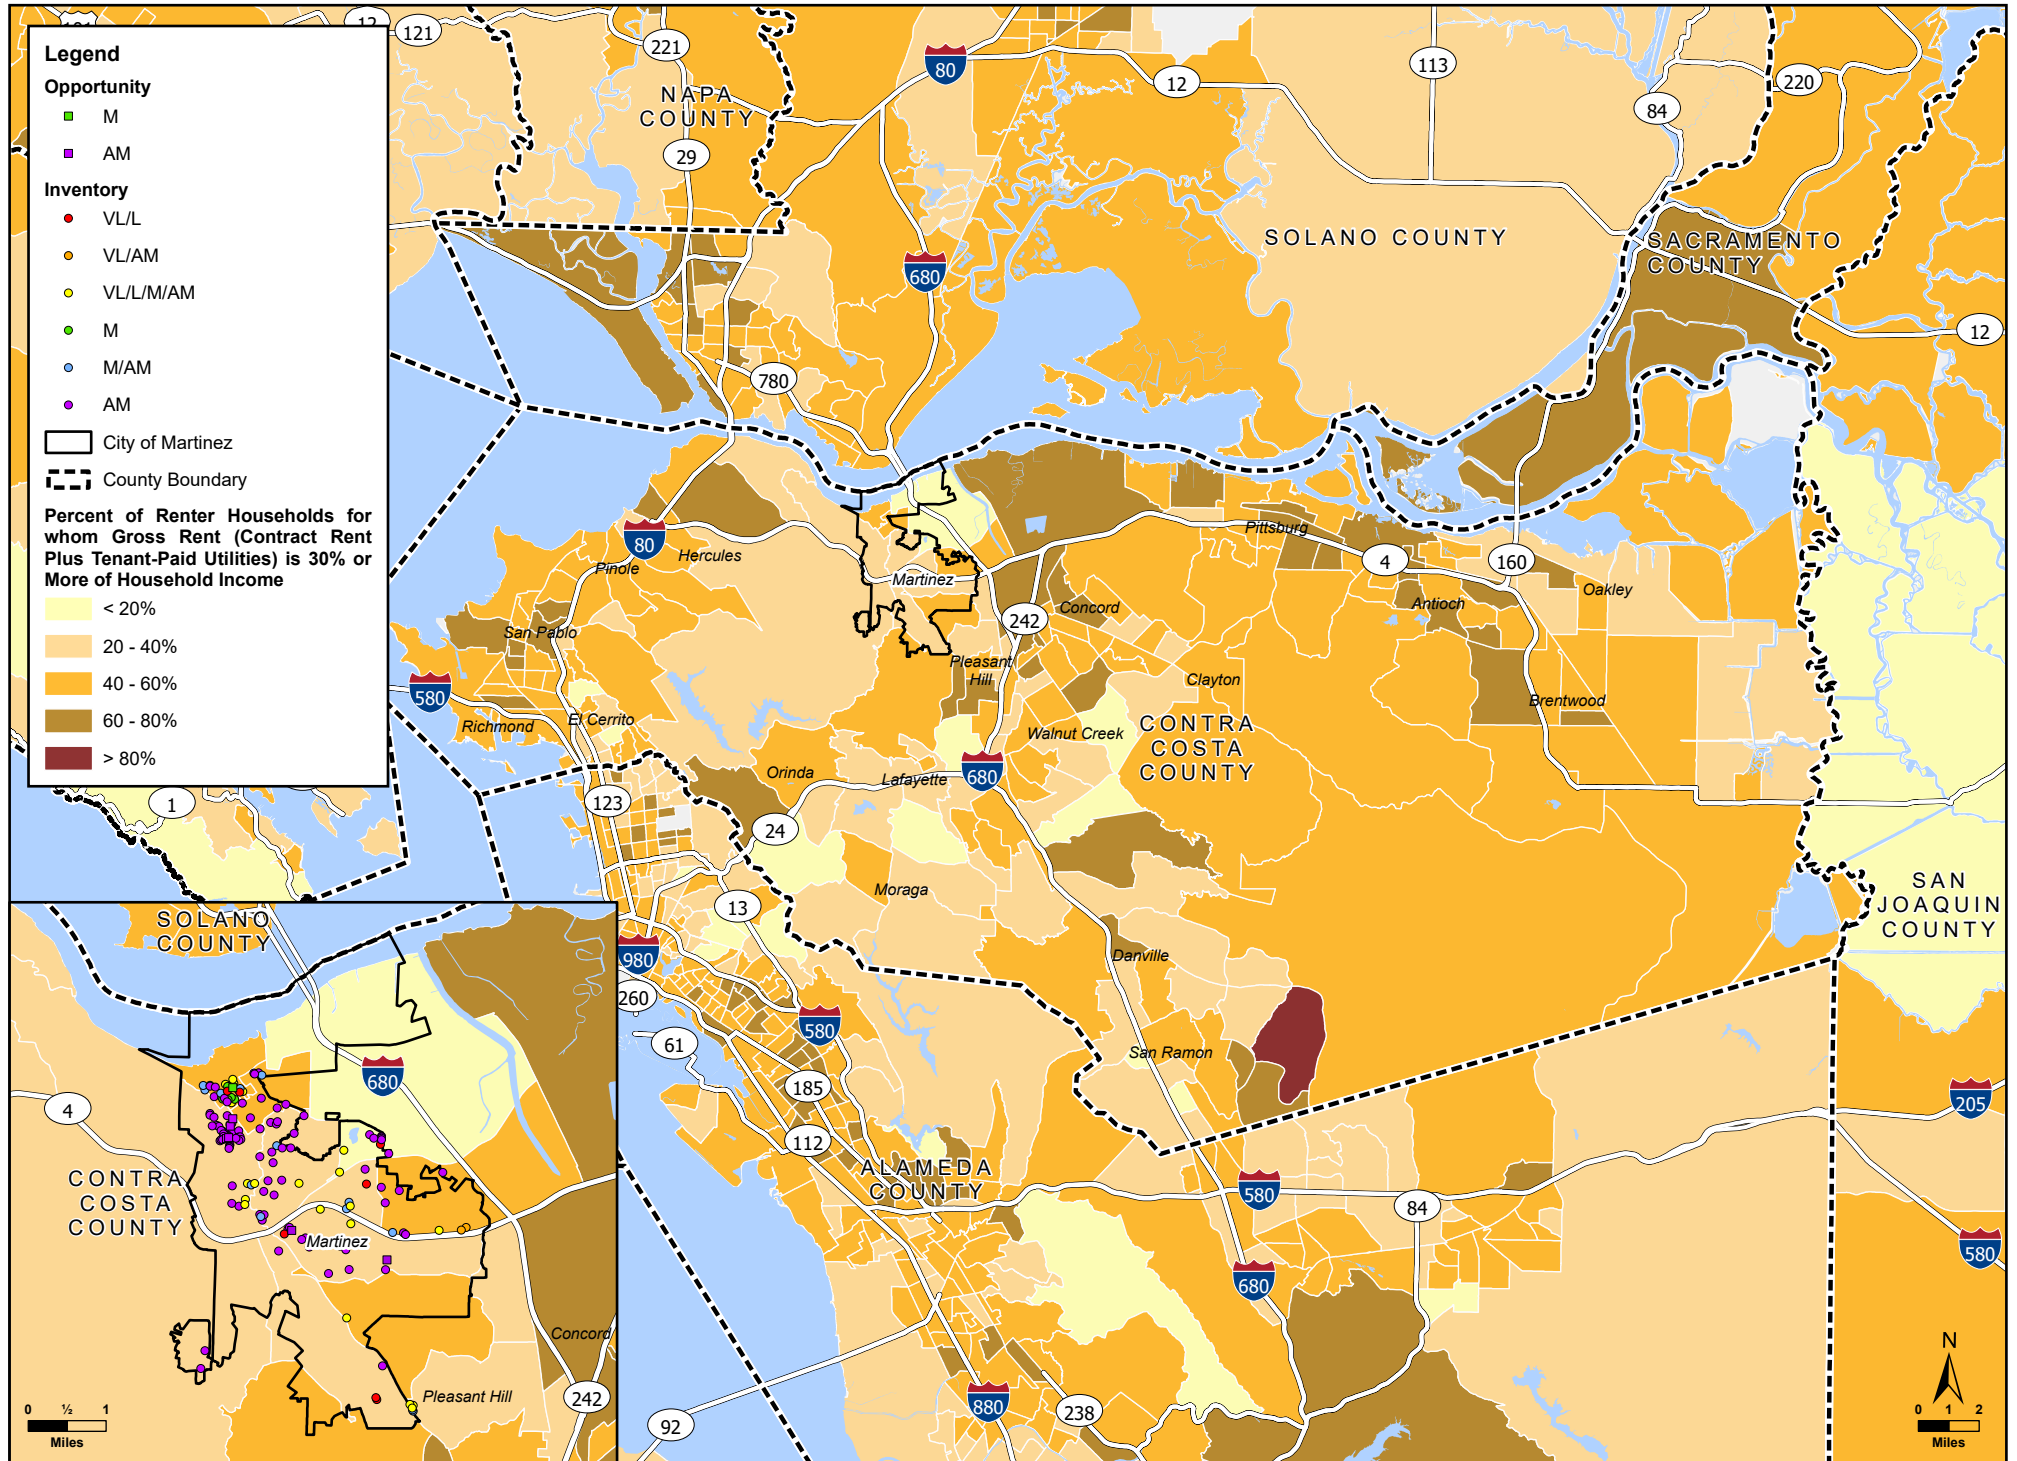 Legend
Opportunity
M
AM
Inventory
VL/L
VL/AM
VL/L/M/AM
M
M/AM
AM
City of Martinez
County Boundary
Percent of Renter Households for
whom Gross Rent (Contract Rent
Plus Tenant-Paid Utilities) is 30% or
More of Household Income
< 20%
20 - 40%
40 - 60%
60 - 80%
> 80%
12
121
221
80
12
113
84
220
NAPA
COUNTY
29
SOLANO COUNTY
SACRAMENTO
COUNTY
680
12
780
80
Hercules
Pinole
Martinez
Pittsburg
4
160
Oakley
Antioch
Concord
242
San Pablo
Pleasant
Hill
Clayton
580
Richmond
El Cerrito
Brentwood
Walnut Creek
CONTRA
COSTA
COUNTY
Orinda
Lafayette
680
1
123
24
Moraga
13
SAN
JOAQUIN
COUNTY
980
Danville
260
580
61
San Ramon
185
205
112
ALAMEDA
COUNTY
580
84
580
680
880
238
92
N
0 1 2
Miles
SOLANO
COUNTY
680
4
CONTRA
COSTA
COUNTY
Martinez
Concord
Pleasant Hill
242
0 ½ 1
Miles